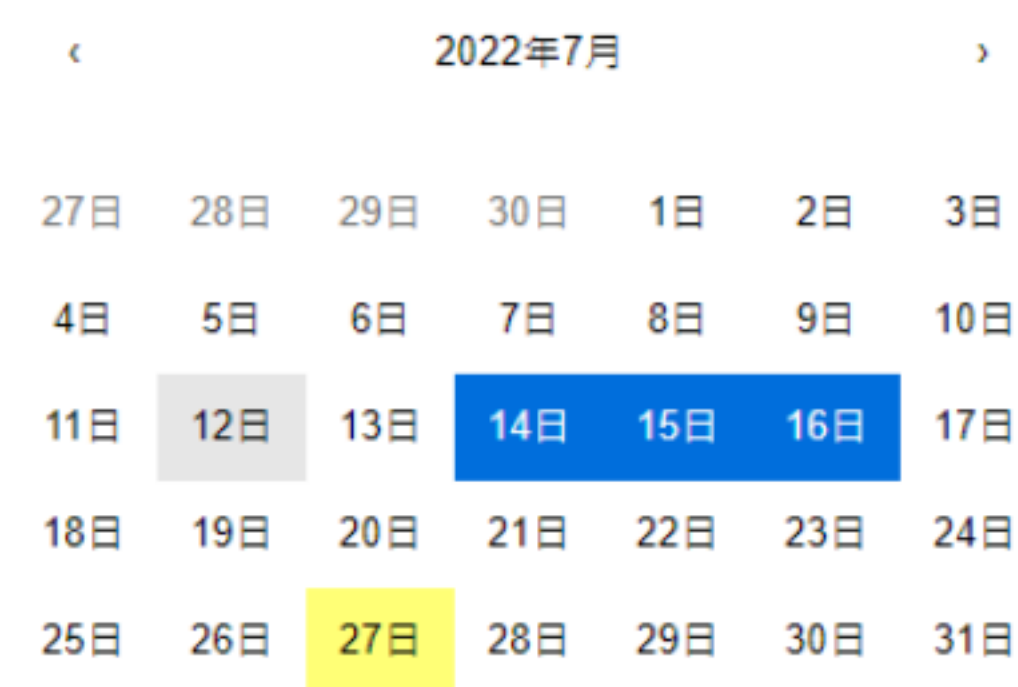 ‹ 2022年7月 ›
27日 28日 29日 30日 1日 2日 3日
4日 5日 6日 7日 8日 9日 10日
11日 12日 13日 14日 15日 16日 17日
18日 19日 20日 21日 22日 23日 24日
25日 26日 27日 28日 29日 30日 31日